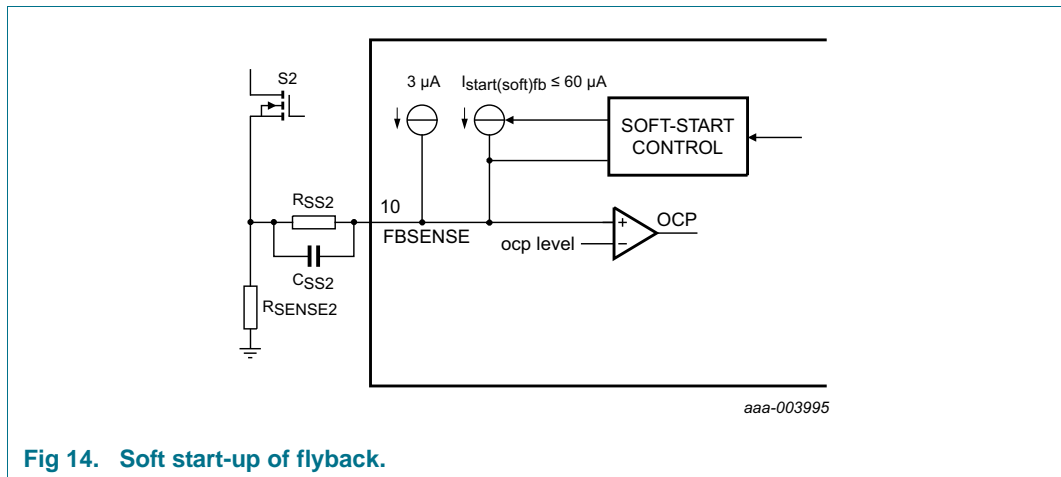 S2
3 µA
Istart(soft)fb ≤ 60 µA
SOFT-START
CONTROL
RSS2
10
FBSENSE
CSS2
RSENSE2
+
OCP
ocp level
−
aaa-003995
Fig 14. Soft start-up of flyback.